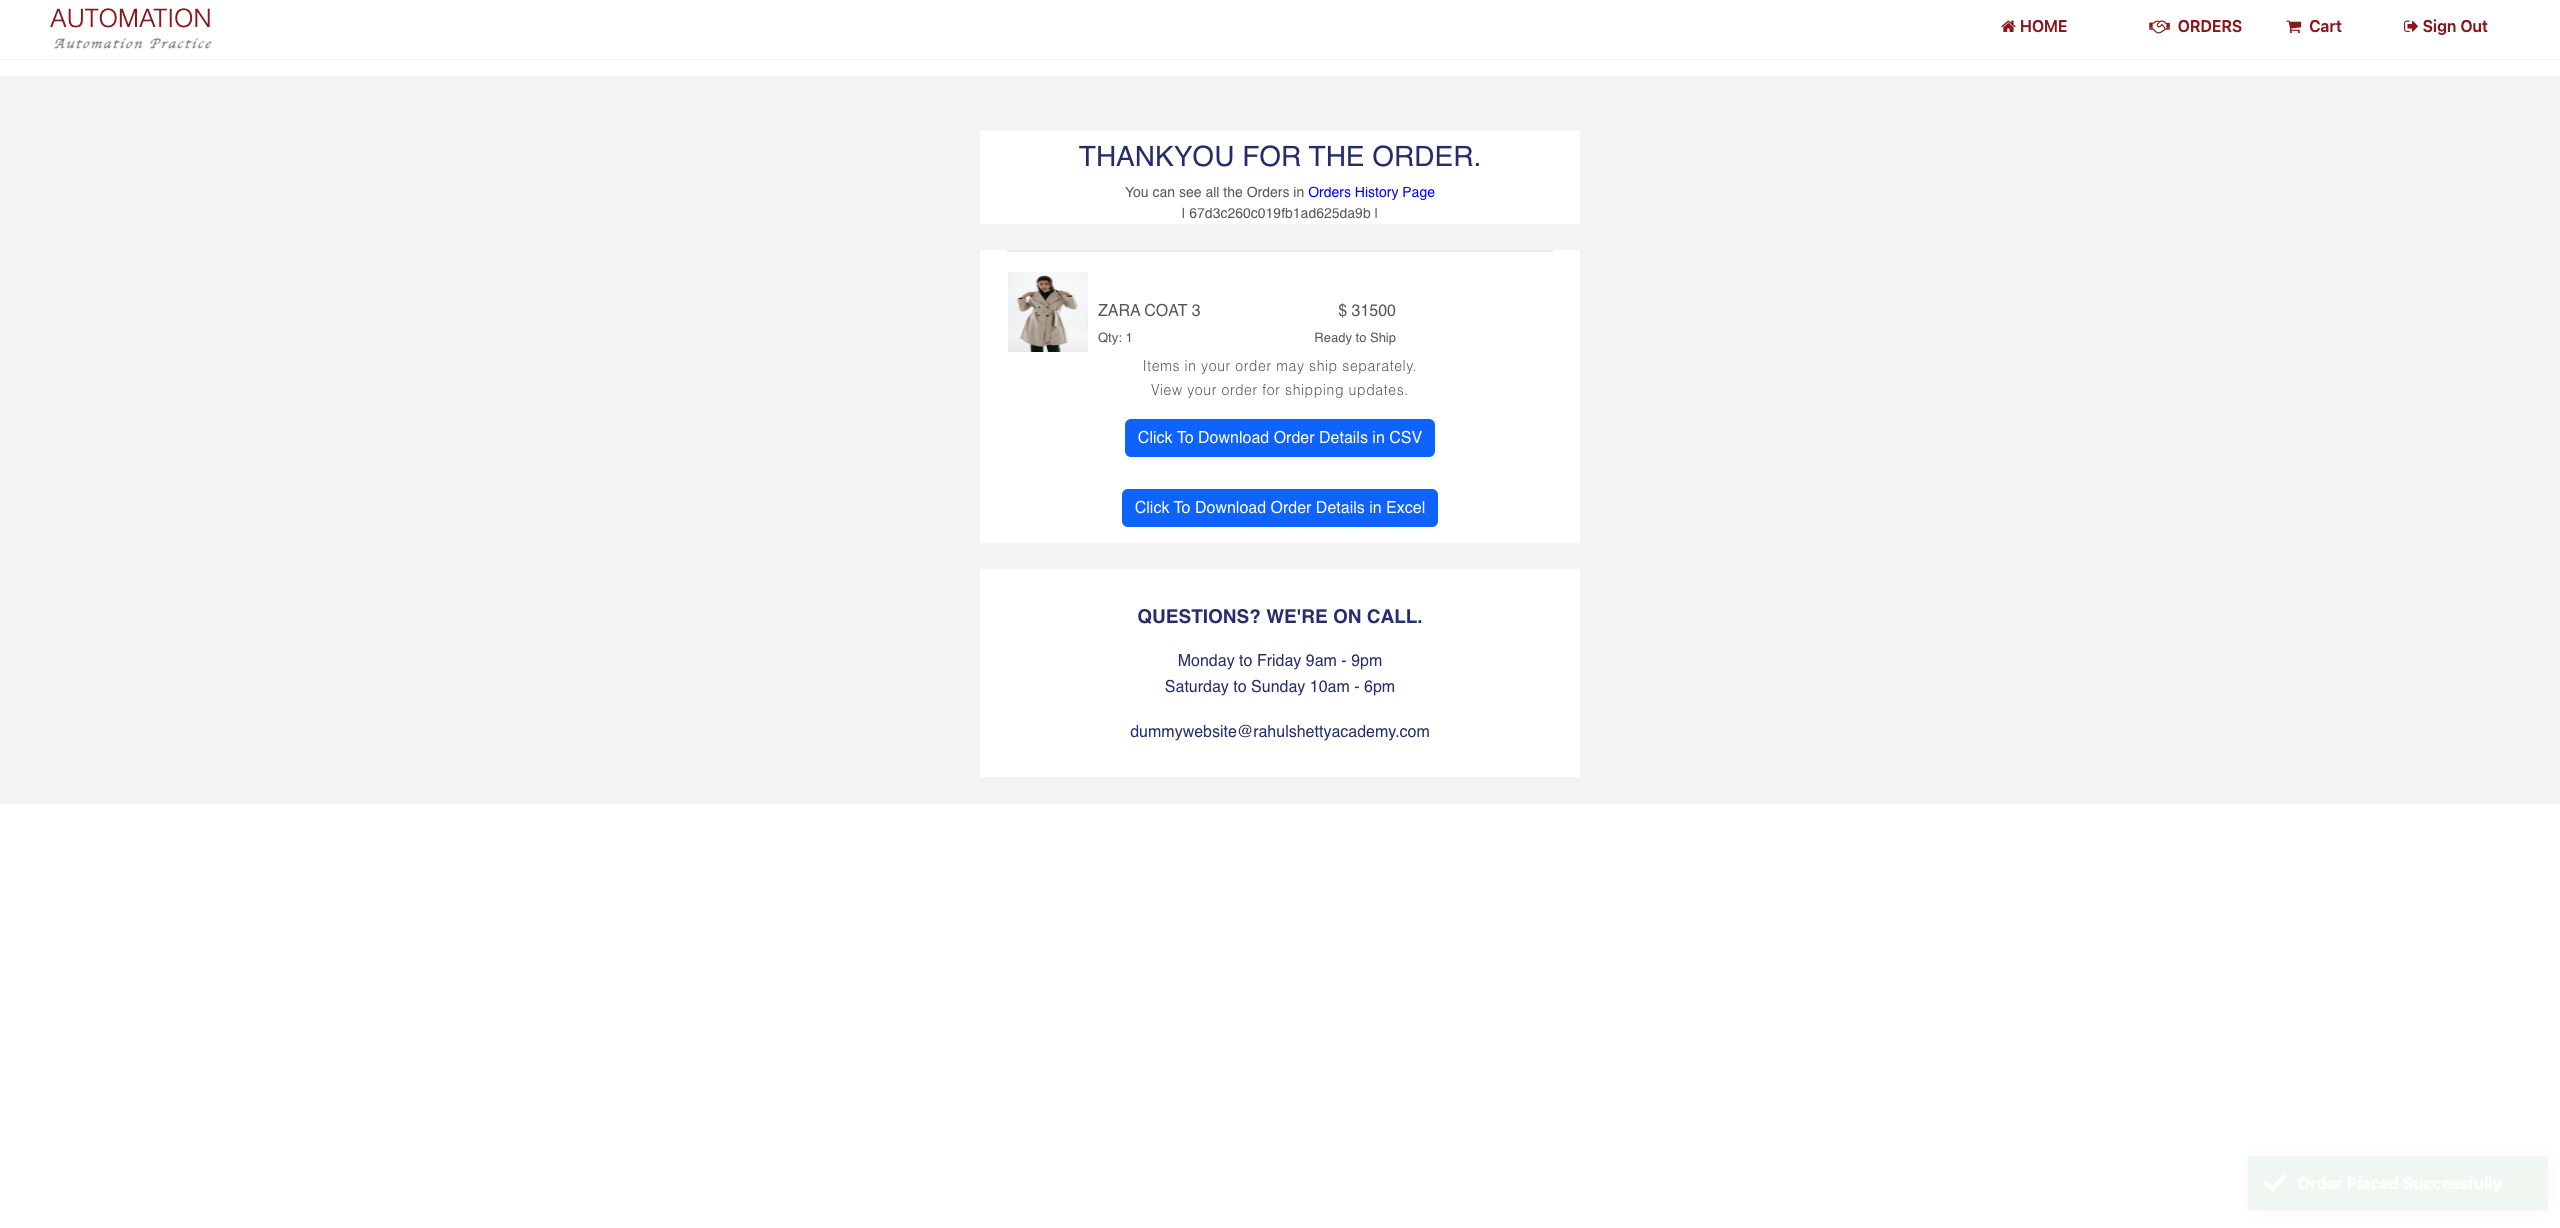 AUTOMATION
Automation Practice
HOME
ORDERS
Cart
Sign Out
THANKYOU FOR THE ORDER.
You can see all the Orders in Orders History Page
| 67d3c260c019fb1ad625da9b |
ZARA COAT 3
$ 31500
Qty: 1
Ready to Ship
Items in your order may ship separately.
View your order for shipping updates.
Click To Download Order Details in CSV
Click To Download Order Details in Excel
QUESTIONS? WE'RE ON CALL.
Monday to Friday 9am - 9pm
Saturday to Sunday 10am - 6pm
dummywebsite@rahulshettyacademy.com
Order Placed Successfully